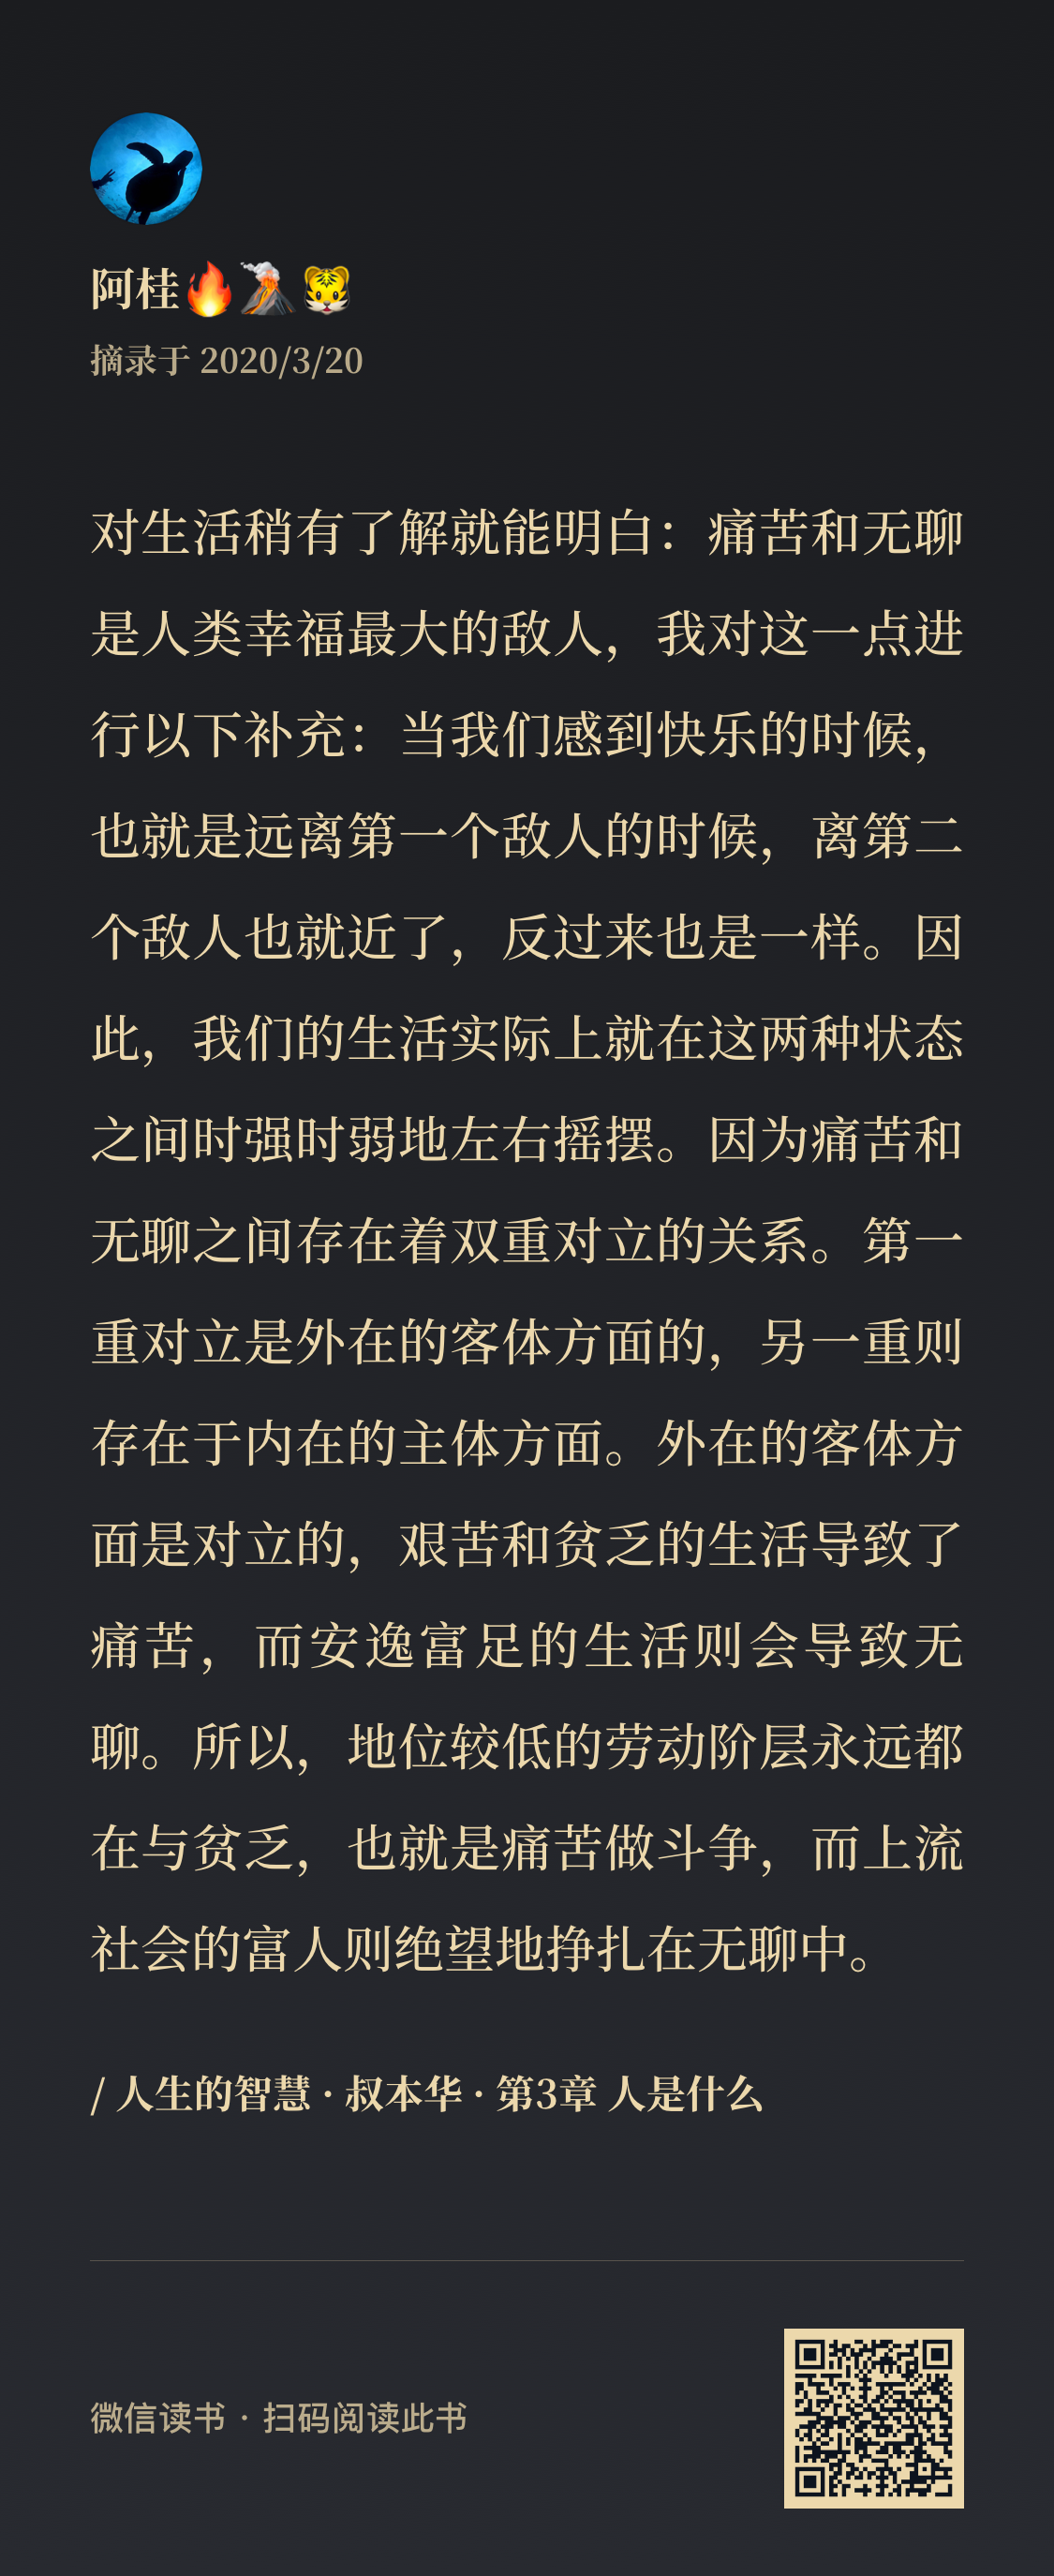 阿桂🔥🌋🐯
摘录于 2020/3/20
对生活稍有了解就能明白：痛苦和无聊
是人类幸福最大的敌人，我对这一点进
行以下补充：当我们感到快乐的时候，
也就是远离第一个敌人的时候，离第二
个敌人也就近了，反过来也是一样。因
此，我们的生活实际上就在这两种状态
之间时强时弱地左右摇摆。因为痛苦和
无聊之间存在着双重对立的关系。第一
重对立是外在的客体方面的，另一重则
存在于内在的主体方面。外在的客体方
面是对立的，艰苦和贫乏的生活导致了
痛苦，而安逸富足的生活则会导致无
聊。所以，地位较低的劳动阶层永远都
在与贫乏，也就是痛苦做斗争，而上流
社会的富人则绝望地挣扎在无聊中。
/ 人生的智慧 · 叔本华 · 第3章 人是什么
微信读书 · 扫码阅读此书